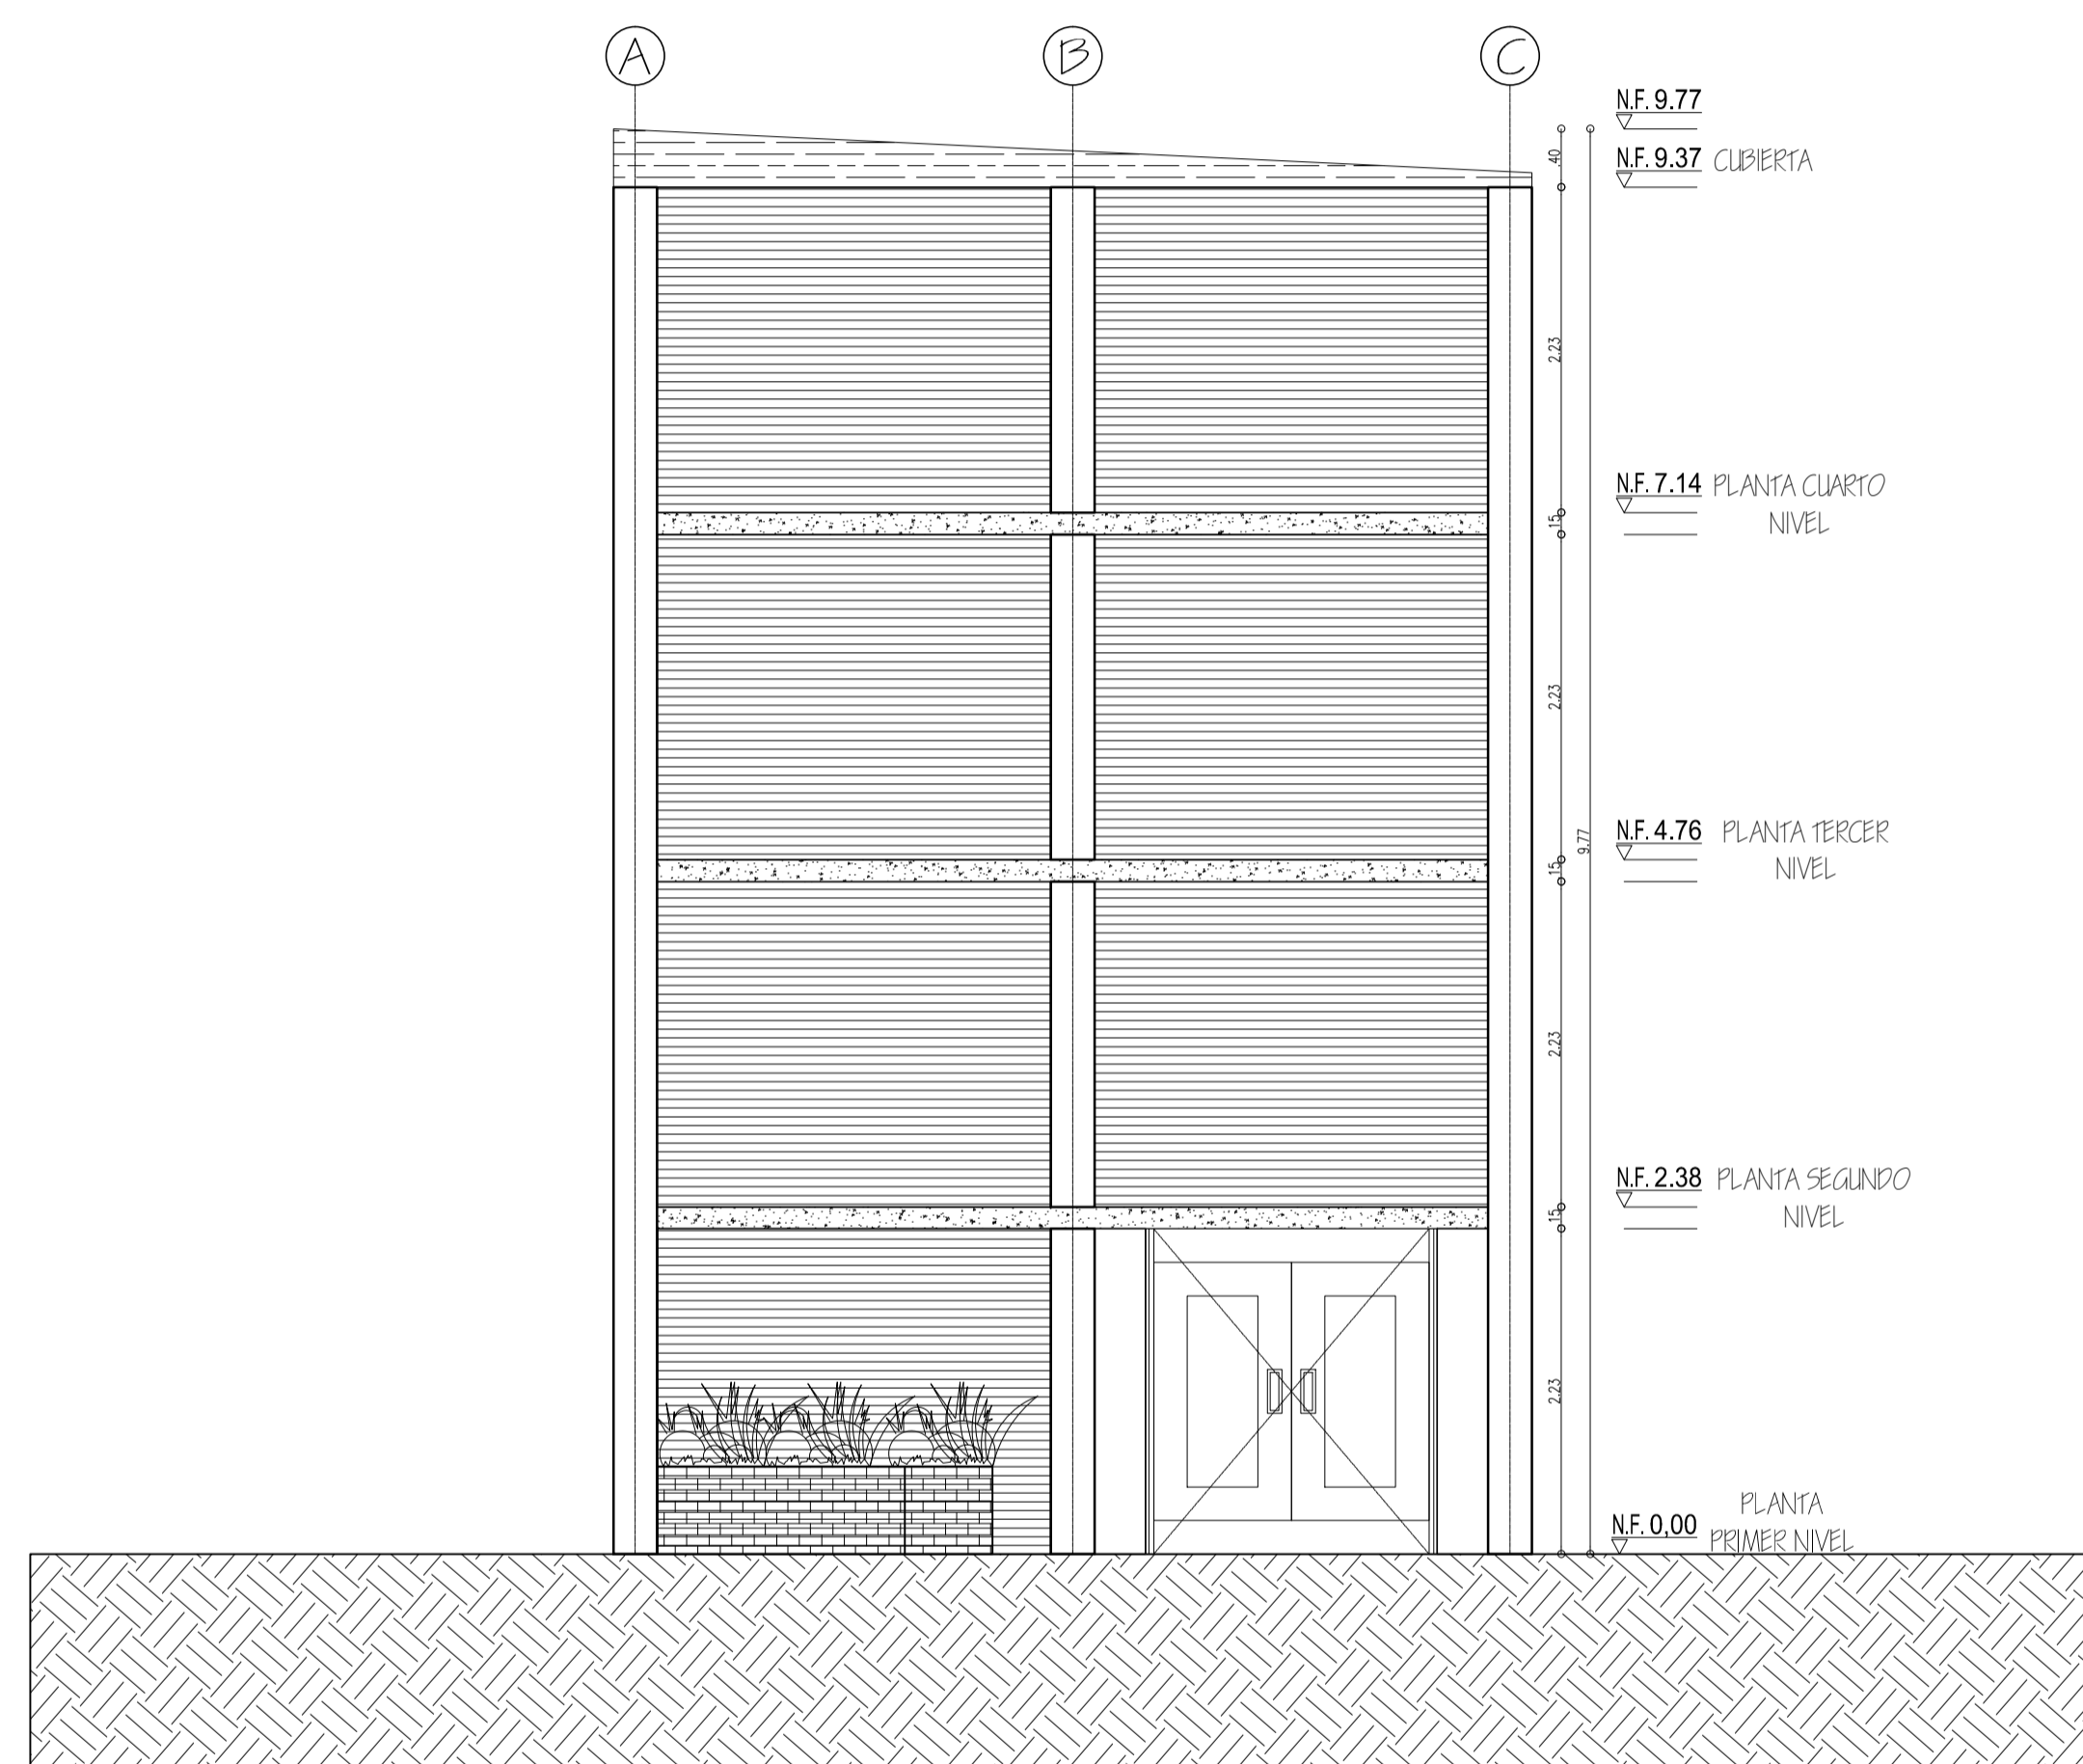 A B C
N.F. 9.77
.40
N.F. 9.37 CUBIERTA
2.23
N.F. 7.14 PLANTA CUARTO
NIVEL
.15
2.23
N.F. 4.76 PLANTA TERCER
NIVEL
9.77
.15
2.23
N.F. 2.38 PLANTA SEGUNDO
NIVEL
.15
2.23
PLANTA
N.F. 0,00 PRIMER NIVEL